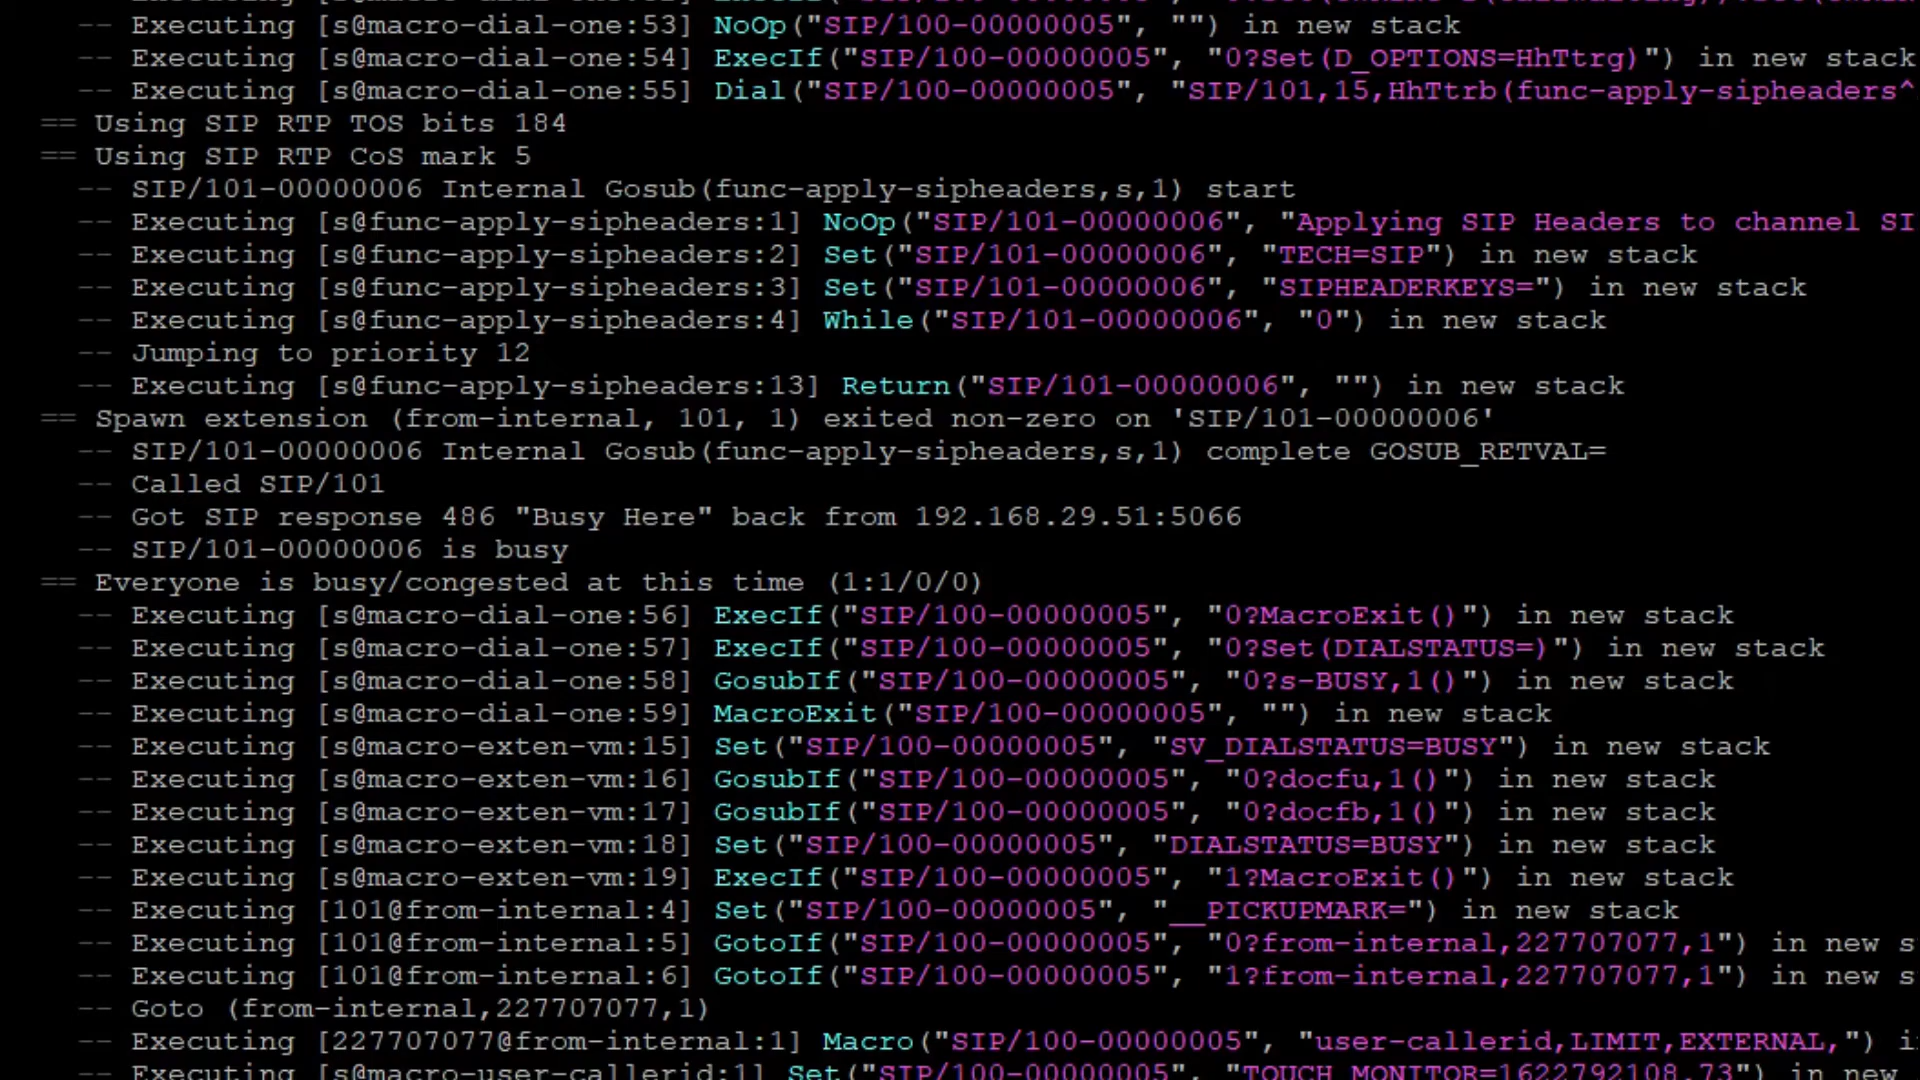 -- Executing [s@macro-dial-one:53] NoOp("SIP/100-00000005", "") in new stack
-- Executing [s@macro-dial-one:54] ExecIf("SIP/100-00000005", "0?Set(D_OPTIONS=HhTtrg)") in new stack
-- Executing [s@macro-dial-one:55] Dial("SIP/100-00000005", "SIP/101,15,HhTtrb(func-apply-sipheaders^
== Using SIP RTP TOS bits 184
== Using SIP RTP CoS mark 5
-- SIP/101-00000006 Internal Gosub(func-apply-sipheaders,s,1) start
-- Executing [s@func-apply-sipheaders:1] NoOp("SIP/101-00000006", "Applying SIP Headers to channel SI
-- Executing [s@func-apply-sipheaders:2] Set("SIP/101-00000006", "TECH=SIP") in new stack
-- Executing [s@func-apply-sipheaders:3] Set("SIP/101-00000006", "SIPHEADERKEYS=") in new stack
-- Executing [s@func-apply-sipheaders:4] While("SIP/101-00000006", "0") in new stack
-- Jumping to priority 12
-- Executing [s@func-apply-sipheaders:13] Return("SIP/101-00000006", "") in new stack
== Spawn extension (from-internal, 101, 1) exited non-zero on 'SIP/101-00000006'
-- SIP/101-00000006 Internal Gosub(func-apply-sipheaders,s,1) complete GOSUB_RETVAL=
-- Called SIP/101
-- Got SIP response 486 "Busy Here" back from 192.168.29.51:5066
-- SIP/101-00000006 is busy
== Everyone is busy/congested at this time (1:1/0/0)
-- Executing [s@macro-dial-one:56] ExecIf("SIP/100-00000005", "0?MacroExit()") in new stack
-- Executing [s@macro-dial-one:57] ExecIf("SIP/100-00000005", "0?Set(DIALSTATUS=)") in new stack
-- Executing [s@macro-dial-one:58] GosubIf("SIP/100-00000005", "0?s-BUSY,1()") in new stack
-- Executing [s@macro-dial-one:59] MacroExit("SIP/100-00000005", "") in new stack
-- Executing [s@macro-exten-vm:15] Set("SIP/100-00000005", "SV_DIALSTATUS=BUSY") in new stack
-- Executing [s@macro-exten-vm:16] GosubIf("SIP/100-00000005", "0?docfu,1()") in new stack
-- Executing [s@macro-exten-vm:17] GosubIf("SIP/100-00000005", "0?docfb,1()") in new stack
-- Executing [s@macro-exten-vm:18] Set("SIP/100-00000005", "DIALSTATUS=BUSY") in new stack
-- Executing [s@macro-exten-vm:19] ExecIf("SIP/100-00000005", "1?MacroExit()") in new stack
-- Executing [101@from-internal:4] Set("SIP/100-00000005", "__PICKUPMARK=") in new stack
-- Executing [101@from-internal:5] GotoIf("SIP/100-00000005", "0?from-internal,227707077,1") in new s
-- Executing [101@from-internal:6] GotoIf("SIP/100-00000005", "1?from-internal,227707077,1") in new s
-- Goto (from-internal,227707077,1)
-- Executing [227707077@from-internal:1] Macro("SIP/100-00000005", "user-callerid,LIMIT,EXTERNAL,") i
-- Executing [s@macro-user-callerid:1] Set("SIP/100-00000005", "TOUCH_MONITOR=1622792108.73") in new